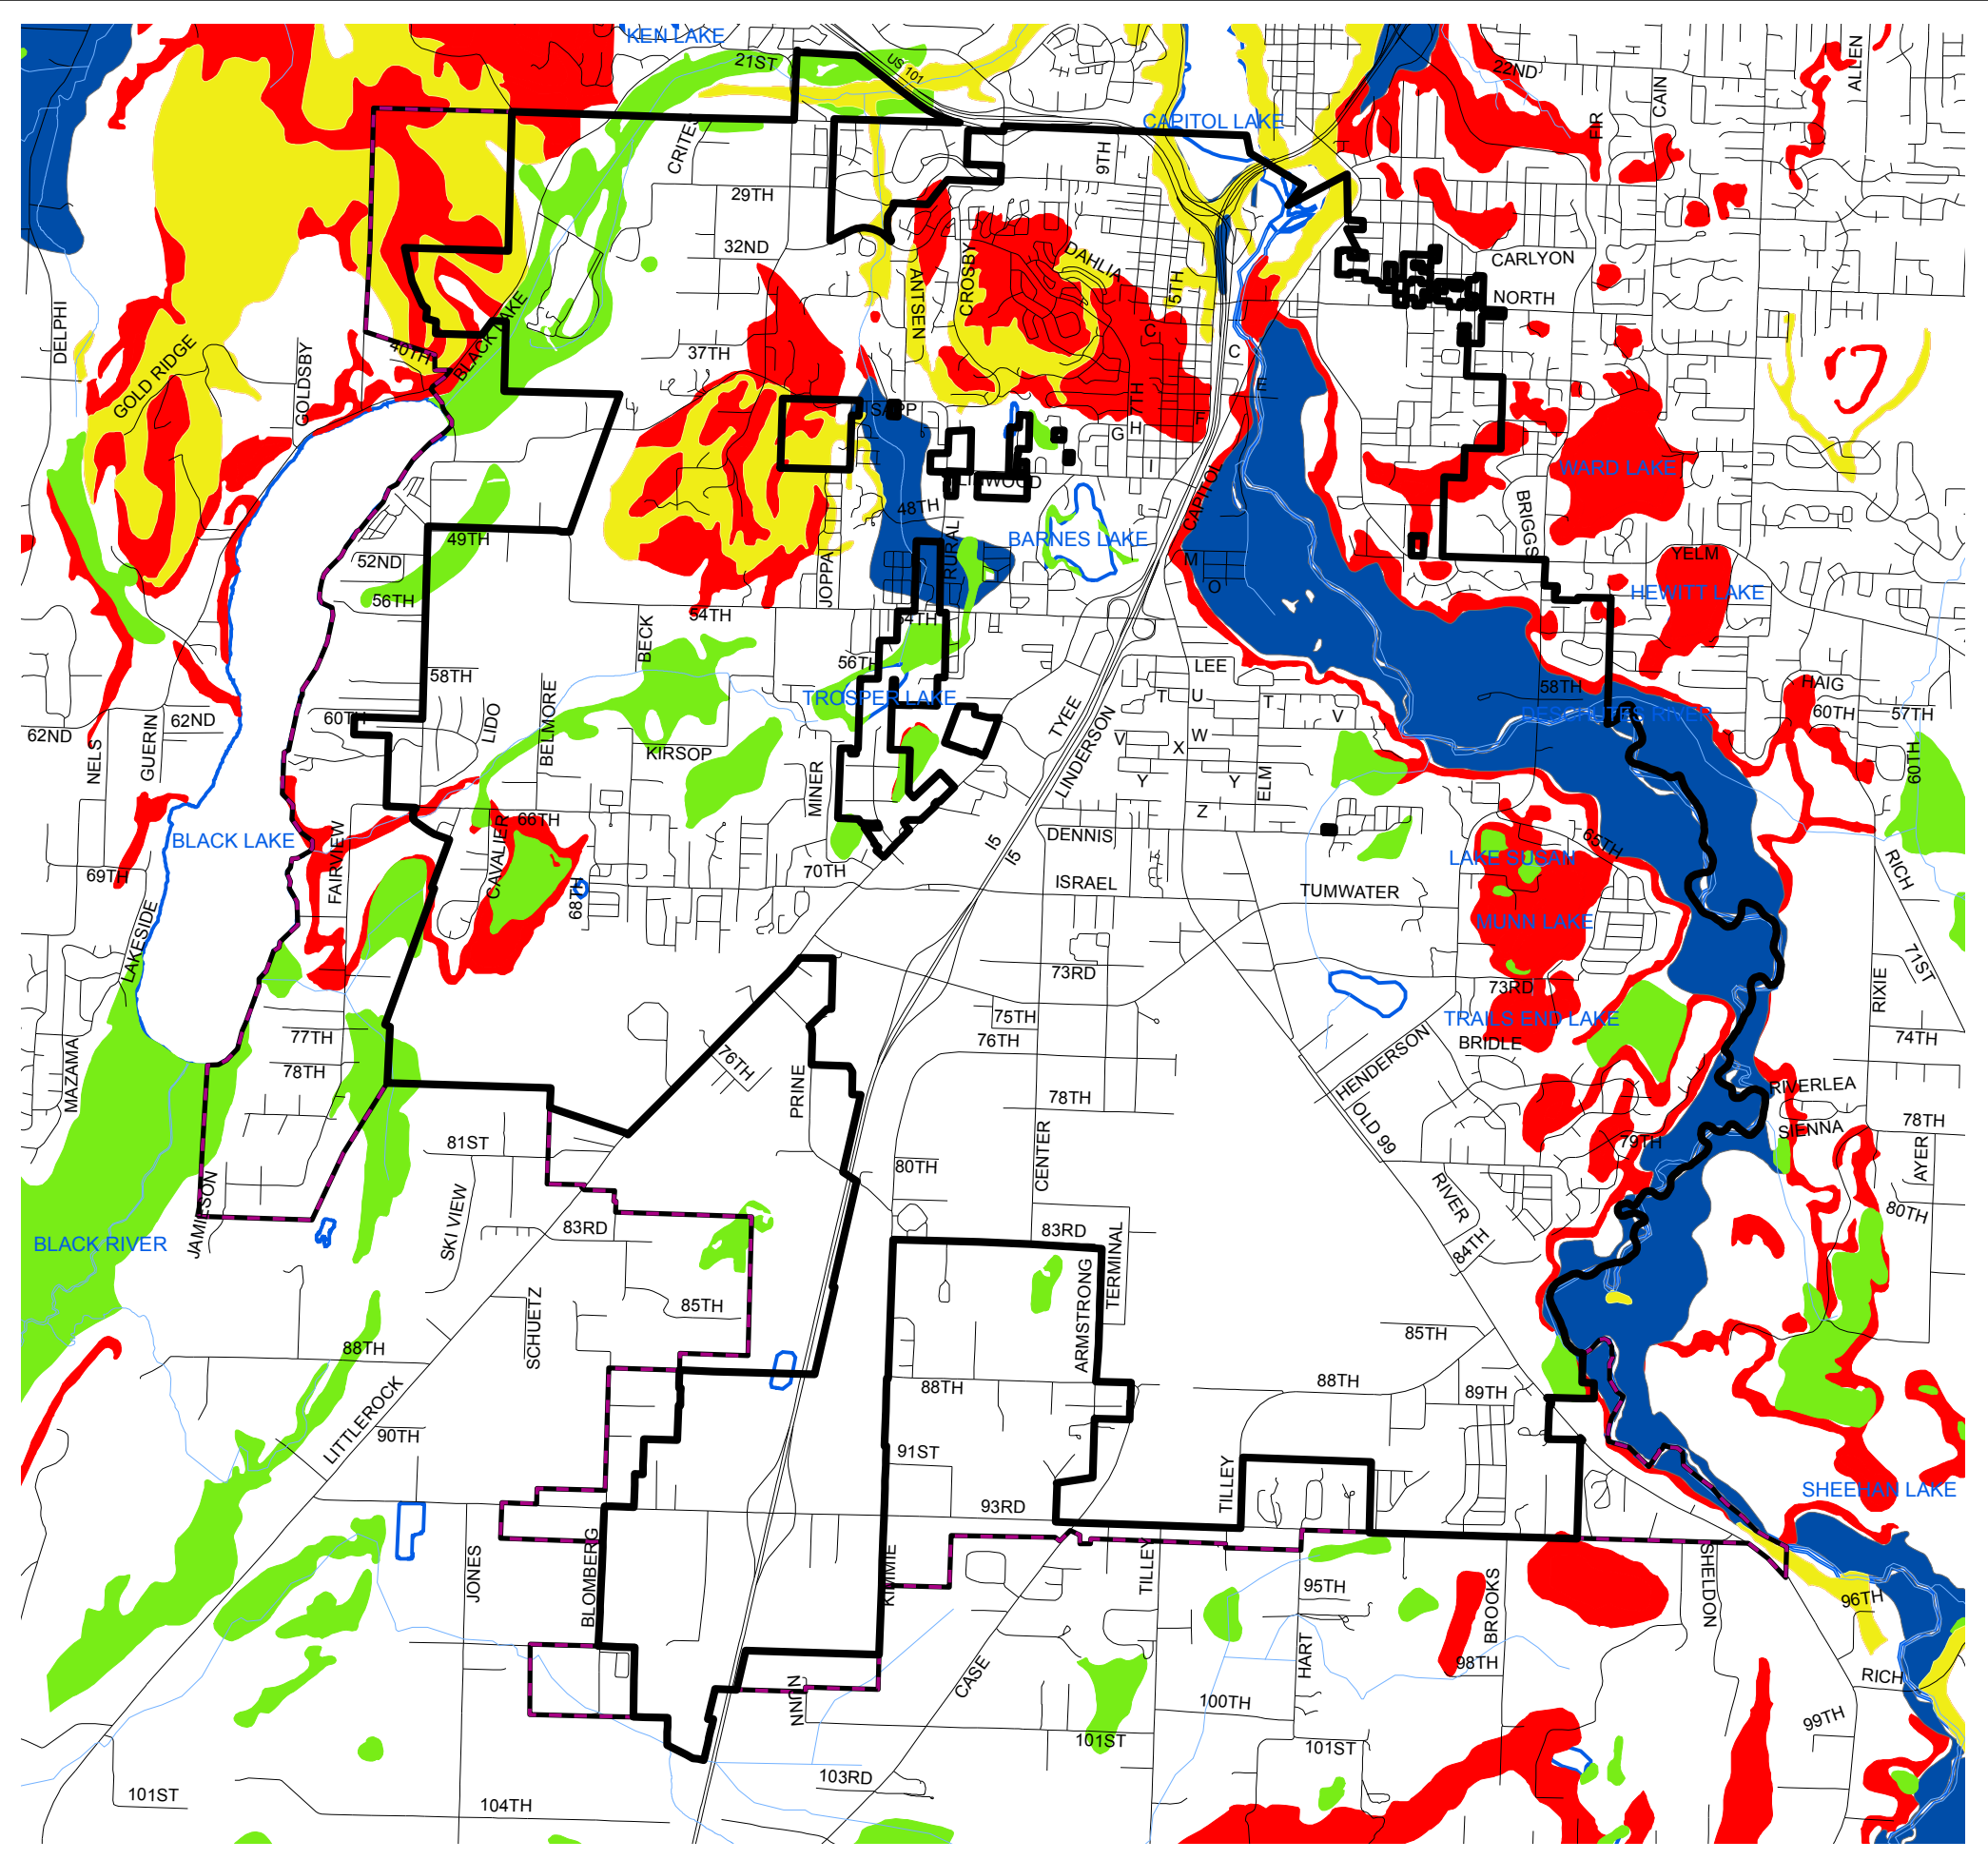 KEN LAKE
21ST
US 101
22ND
ALLEN
CAIN
FIR
CAPITOL LAKE
CRITES
9TH
29TH
32ND
DAHLIA
CROSBY
ANTSEN
5TH
CARLYON
NORTH
DELPHI
GOLD RIDGE
GOLDSBY
40TH
BLACK LAKE
37TH
C
C
E
7TH
SAPP
F
G
H
I
LINWOOD
CAPITOL
WARD LAKE
48TH
RURAL
BARNES LAKE
BRIGGS
YELM
49TH
52ND
56TH
JOPPA
M
O
HEWITT LAKE
54TH
54TH
BECK
56TH
58TH
LEE
TROSPER LAKE
58TH
HAIG
60TH
57TH
DESCHUTES RIVER
62ND
62ND
60TH
LIDO
BELMORE
T
U
T
V
TYEE
LINDERSON
V
W
X
Y
Y
Z
ELM
KIRSOP
NELS
GUERIN
MINER
60TH
66TH
BLACK LAKE
FAIRVIEW
CAVALIER
68TH
69TH
I5
I5
DENNIS
65TH
LAKE SUSAN
RICH
70TH
ISRAEL
TUMWATER
MUNN LAKE
LAKESIDE
73RD
73RD
71ST
RIXIE
TRAILS END LAKE
75TH
76TH
76TH
77TH
78TH
MAZAMA
BRIDLE
HENDERSON
74TH
PRINE
78TH
RIVERLEA
SIENNA
78TH
OLD 99
79TH
81ST
80TH
CENTER
AYER
JAMIESON
SKI VIEW
83RD
83RD
RIVER
84TH
80TH
BLACK RIVER
TERMINAL
ARMSTRONG
SCHUETZ
85TH
85TH
88TH
88TH
88TH
89TH
LITTLEROCK
90TH
91ST
TILLEY
93RD
SHEEHAN LAKE
JONES
BLOMBERG
KIMMIE
TILLEY
95TH
BROOKS
SHELDON
96TH
HART
98TH
CASE
NUNN
100TH
RICH
99TH
101ST
101ST
101ST
103RD
104TH